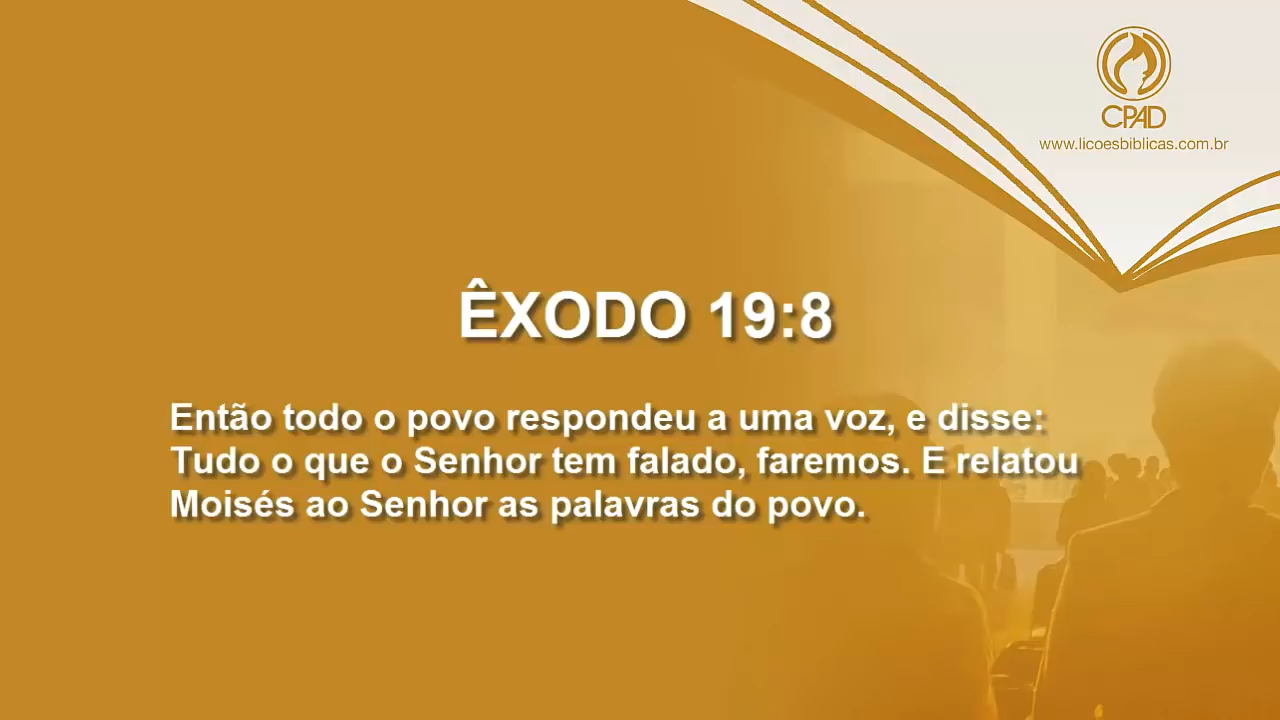 CPAD
www.licoesbiblicas.com.br
ÊXODO 19:8
Então todo o povo respondeu a uma voz, e disse:
Tudo o que o Senhor tem falado, faremos. E relatou
Moisés ao Senhor as palavras do povo.